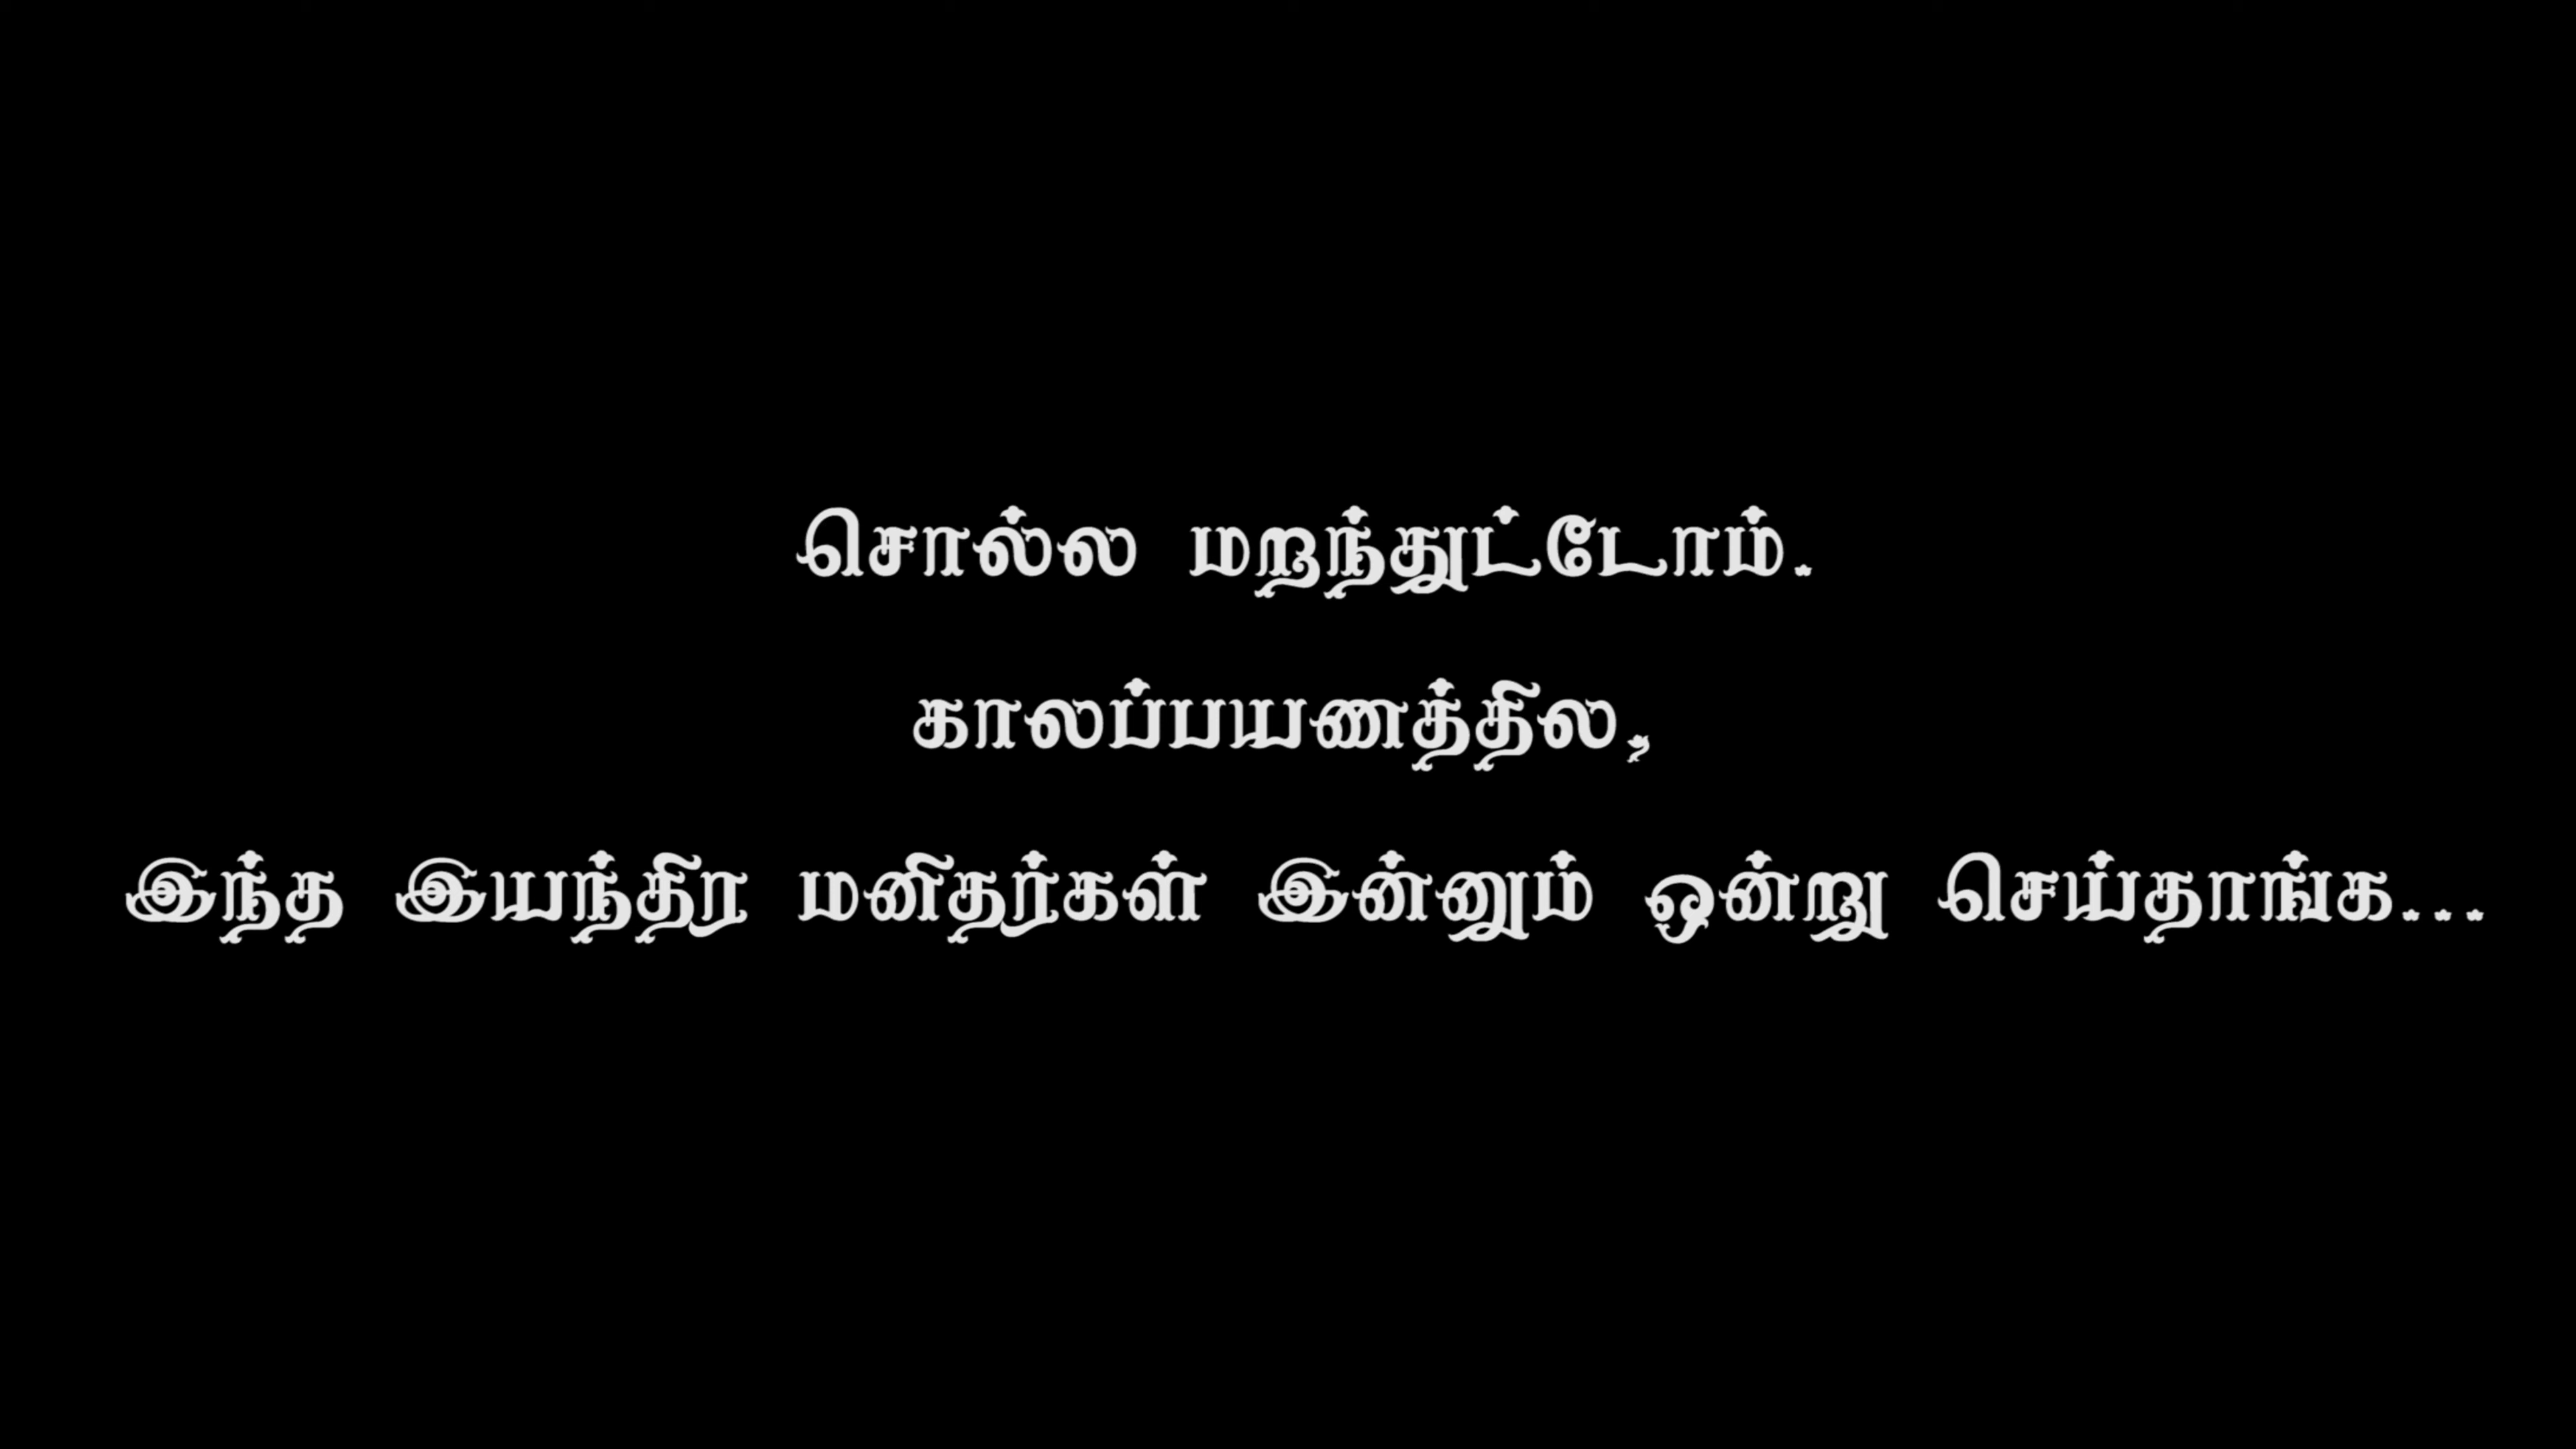 சொல்ல மறந்துட்டோம்.
காலப்பயணத்தில,
இந்த இயந்திர மனிதர்கள் இன்னும் ஒன்று செய்தாங்க...